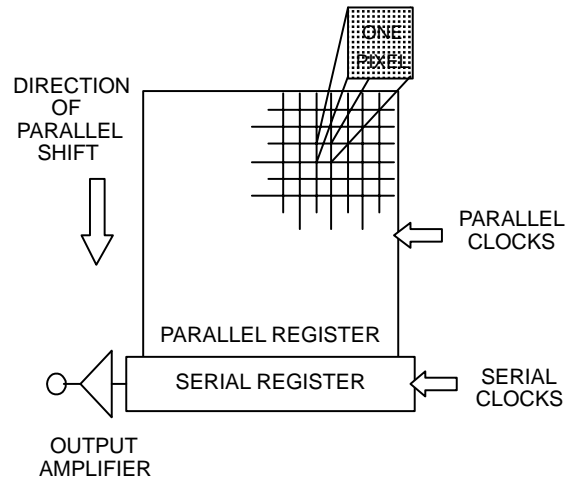 ONE
PIXEL
DIRECTION
OF
PARALLEL
SHIFT
PARALLEL
CLOCKS
PARALLEL REGISTER
SERIAL REGISTER
SERIAL
CLOCKS
OUTPUT
AMPLIFIER